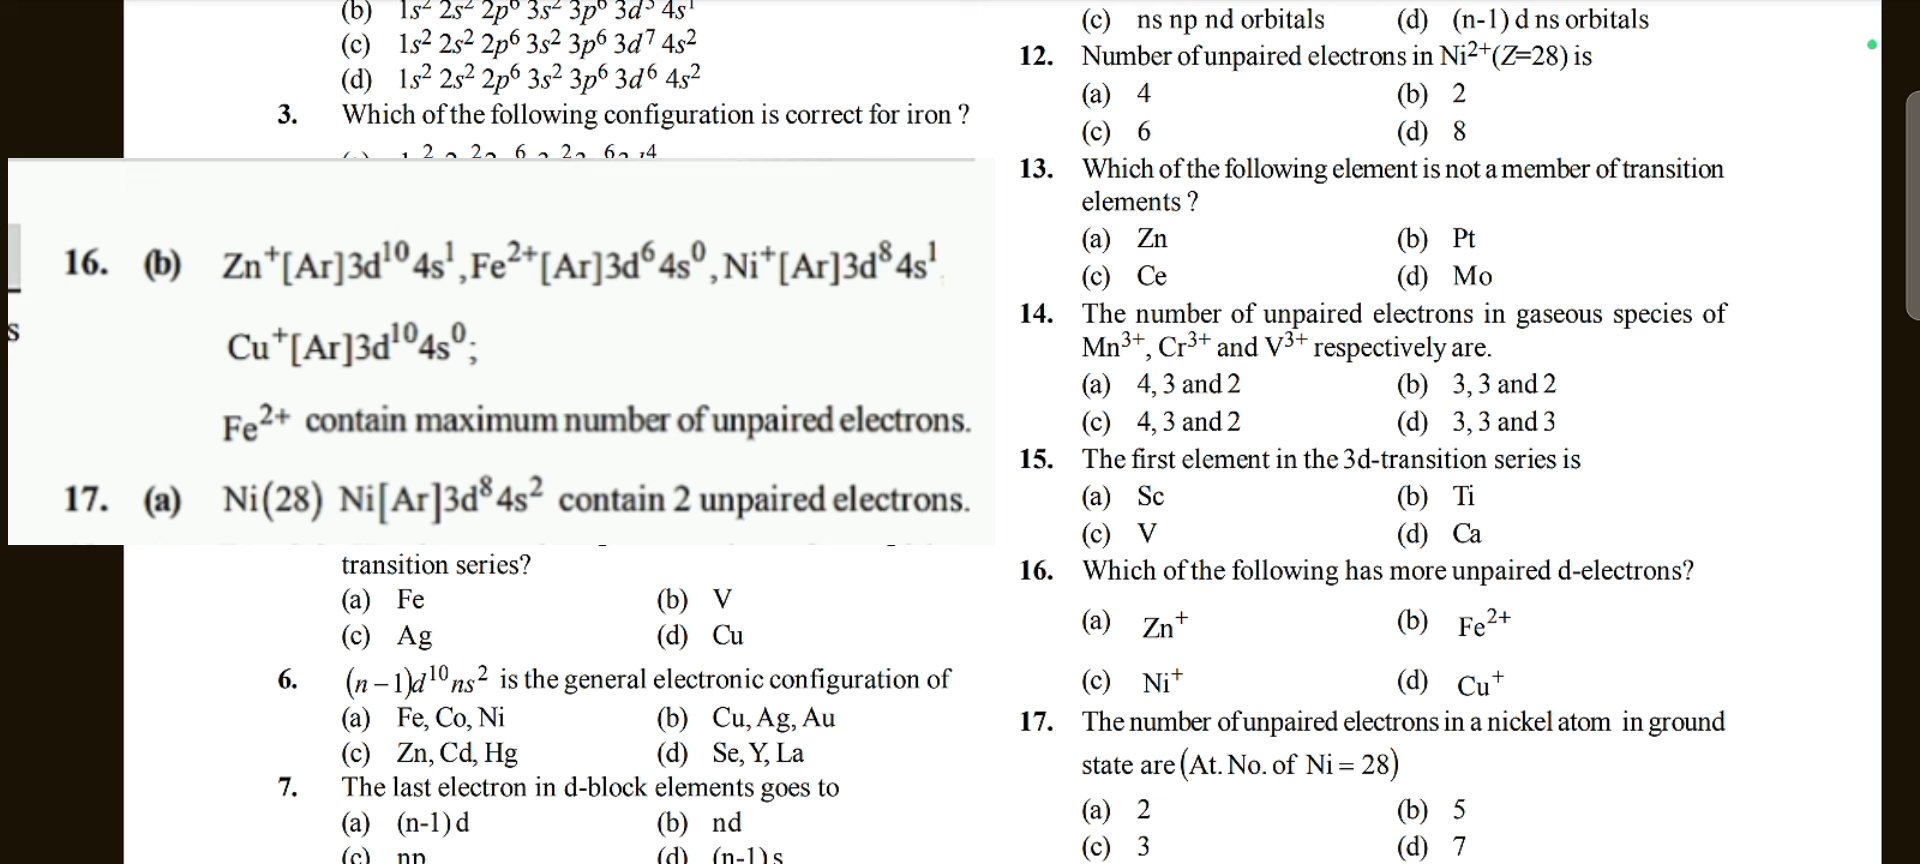 (b) 1s² 2s² 2p⁶ 3s² 3p⁶ 3d⁵ 4s¹
(c) 1s² 2s² 2p⁶ 3s² 3p⁶ 3d⁷ 4s²
(d) 1s² 2s² 2p⁶ 3s² 3p⁶ 3d⁶ 4s²
3. Which of the following configuration is correct for iron ?
16. (b) Zn⁺[Ar]3d¹⁰4s¹,Fe²⁺[Ar]3d⁶4s⁰,Ni⁺[Ar]3d⁸4s¹
Cu⁺[Ar]3d¹⁰4s⁰;
Fe²⁺ contain maximum number of unpaired electrons.
17. (a) Ni(28) Ni[Ar]3d⁸4s² contain 2 unpaired electrons.
s
transition series?
(a) Fe (b) V
(c) Ag (d) Cu
6. (n – 1)d¹⁰ns² is the general electronic configuration of
(a) Fe, Co, Ni (b) Cu, Ag, Au
(c) Zn, Cd, Hg (d) Se, Y, La
7. The last electron in d-block elements goes to
(a) (n-1) d (b) nd
(c) np (d) (n-1) s
(c) ns np nd orbitals (d) (n-1) d ns orbitals
12. Number of unpaired electrons in Ni²⁺(Z=28) is
(a) 4 (b) 2
(c) 6 (d) 8
13. Which of the following element is not a member of transition
elements ?
(a) Zn (b) Pt
(c) Ce (d) Mo
14. The number of unpaired electrons in gaseous species of
Mn³⁺, Cr³⁺ and V³⁺ respectively are.
(a) 4, 3 and 2 (b) 3, 3 and 2
(c) 4, 3 and 2 (d) 3, 3 and 3
15. The first element in the 3d-transition series is
(a) Sc (b) Ti
(c) V (d) Ca
16. Which of the following has more unpaired d-electrons?
(a) Zn⁺ (b) Fe²⁺
(c) Ni⁺ (d) Cu⁺
17. The number of unpaired electrons in a nickel atom in ground
state are (At. No. of Ni = 28)
(a) 2 (b) 5
(c) 3 (d) 7